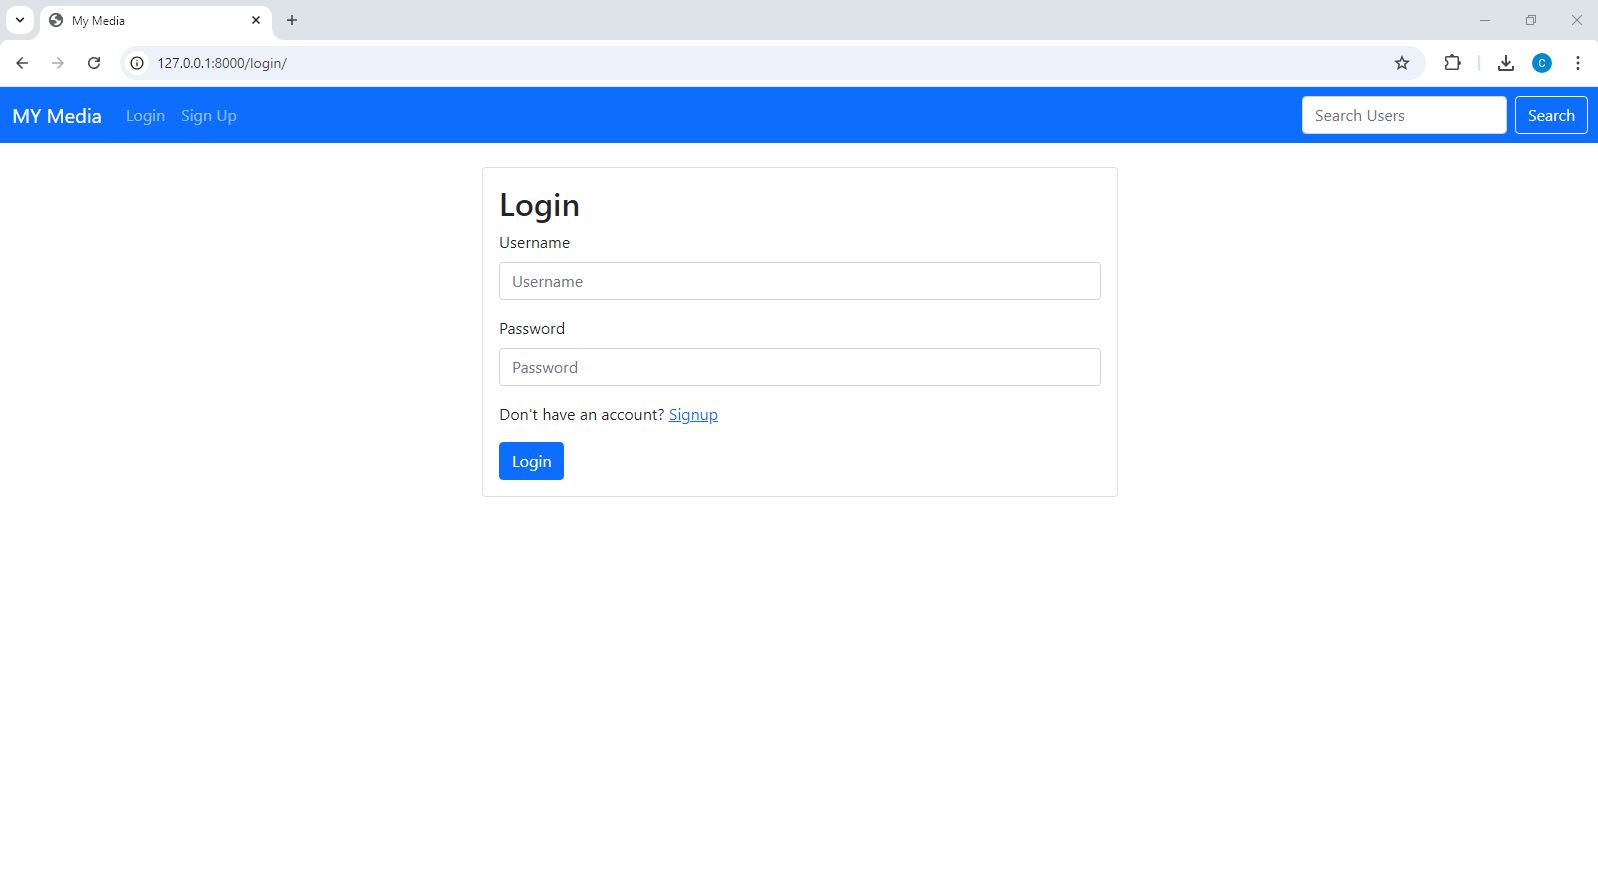 My Media
127.0.0.1:8000/login/
C
MY Media Login Sign Up Search Users Search
Login
Username
Username
Password
Password
Don't have an account? Signup
Login